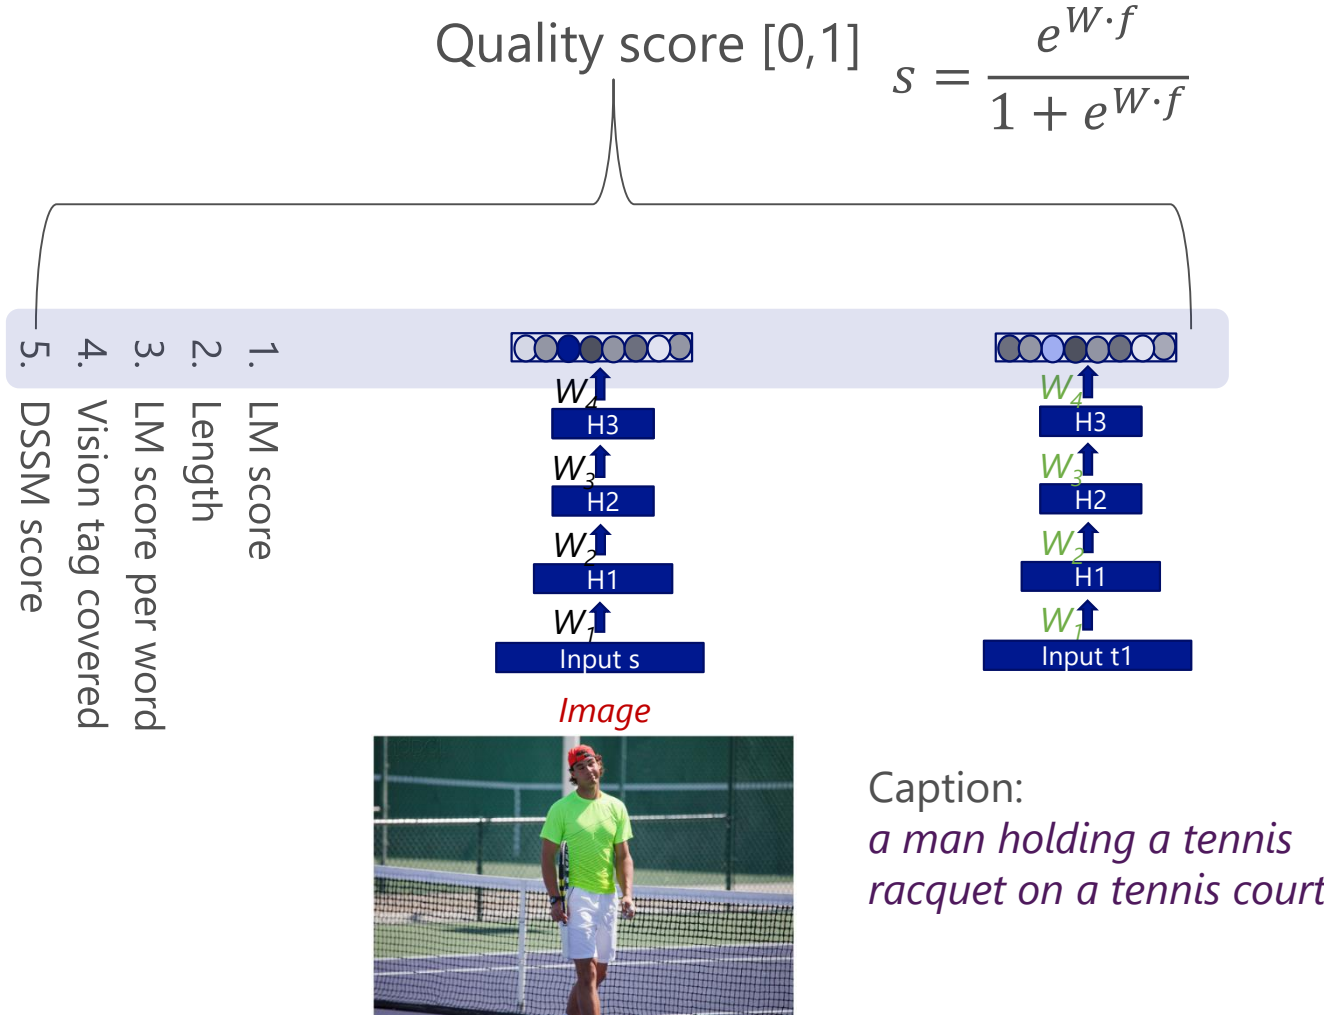 Quality score [0,1]
s = e^{W·f} / (1 + e^{W·f})
1. LM score
2. Length
3. LM score per word
4. Vision tag covered
5. DSSM score
W4
H3
W3
H2
W2
H1
W1
Input s
Image
W4
H3
W3
H2
W2
H1
W1
Input t1
Caption:
a man holding a tennis
racquet on a tennis court